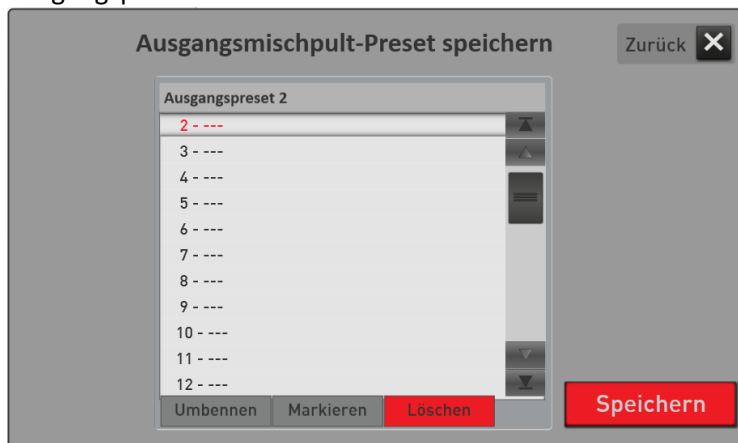 Ausgangsmischpult-Preset speichern
Zurück
Ausgangspreset 2
2 - ---
3 - ---
4 - ---
5 - ---
6 - ---
7 - ---
8 - ---
9 - ---
10 - ---
11 - ---
12 - ---
Umbennen Markieren Löschen
Speichern